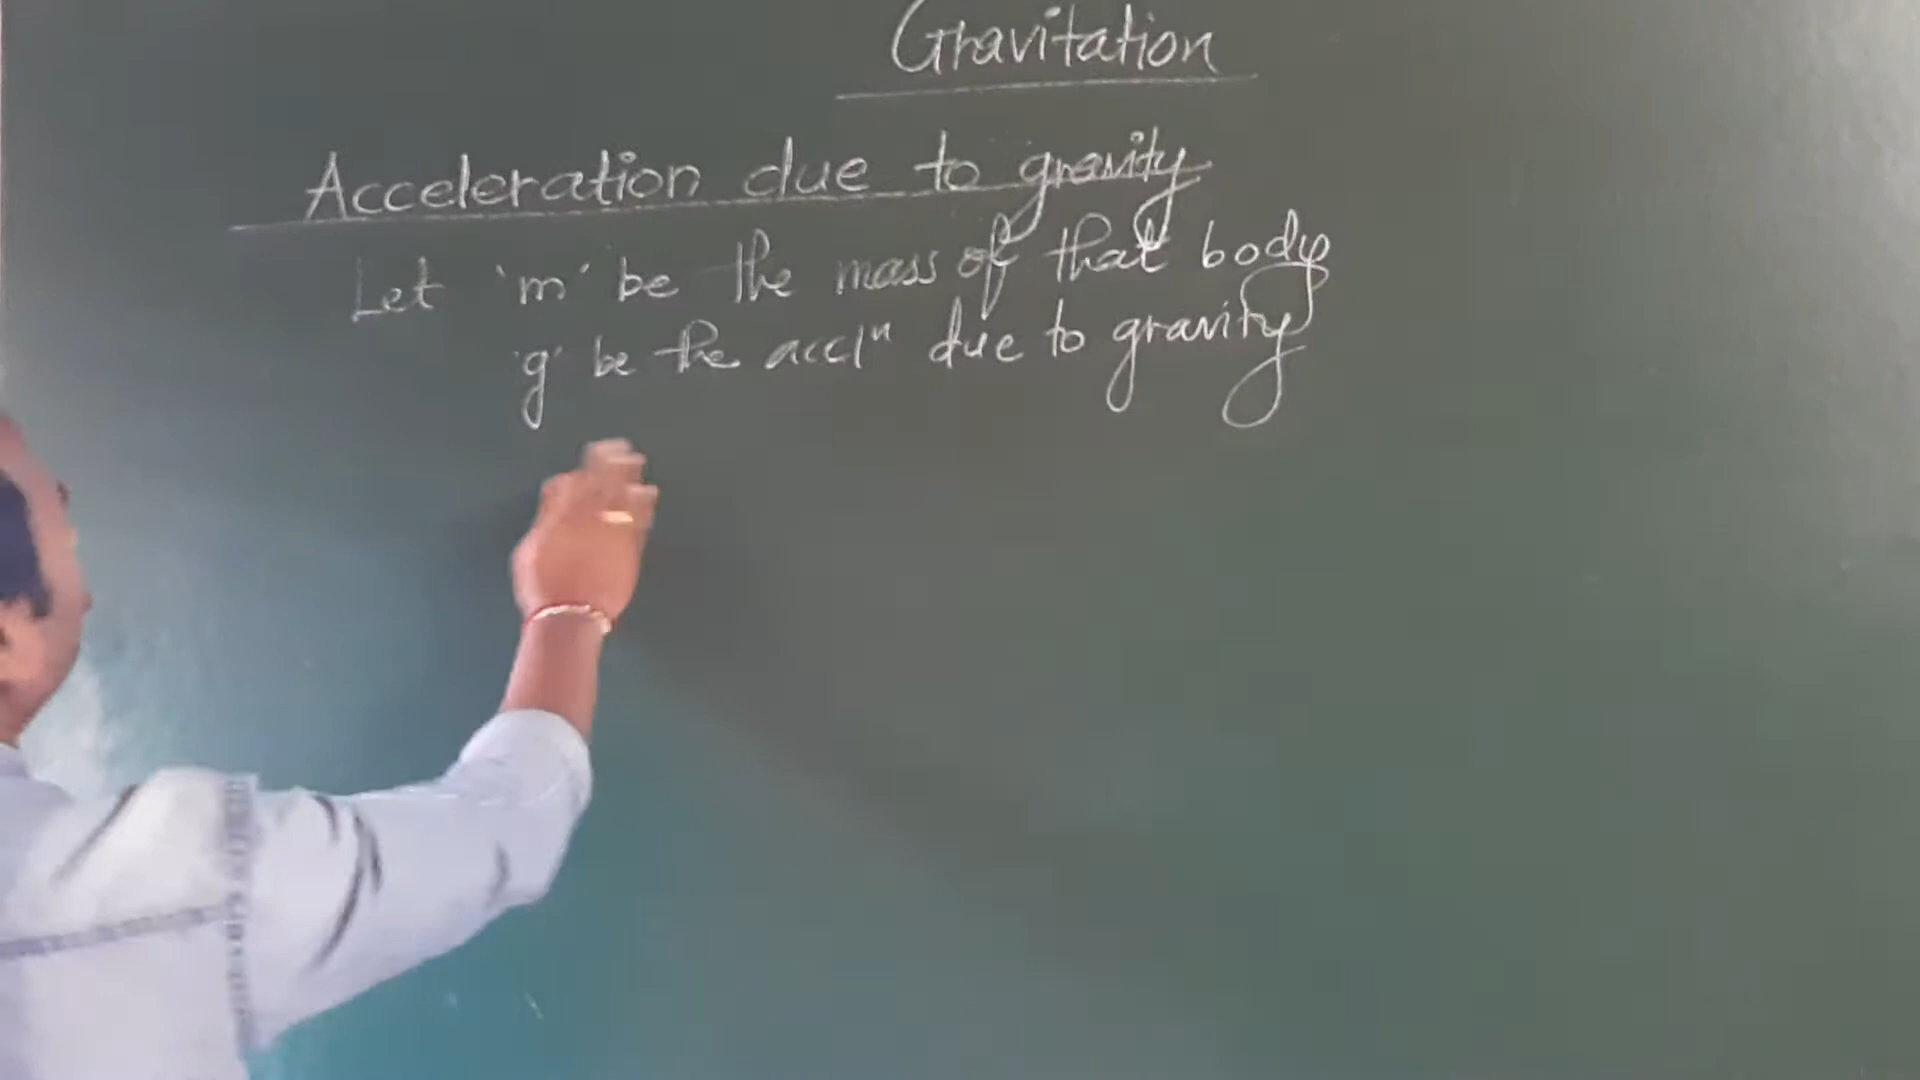 Gravitation
Acceleration due to gravity
Let 'm' be the mass of that body
'g' be the acclⁿ due to gravity